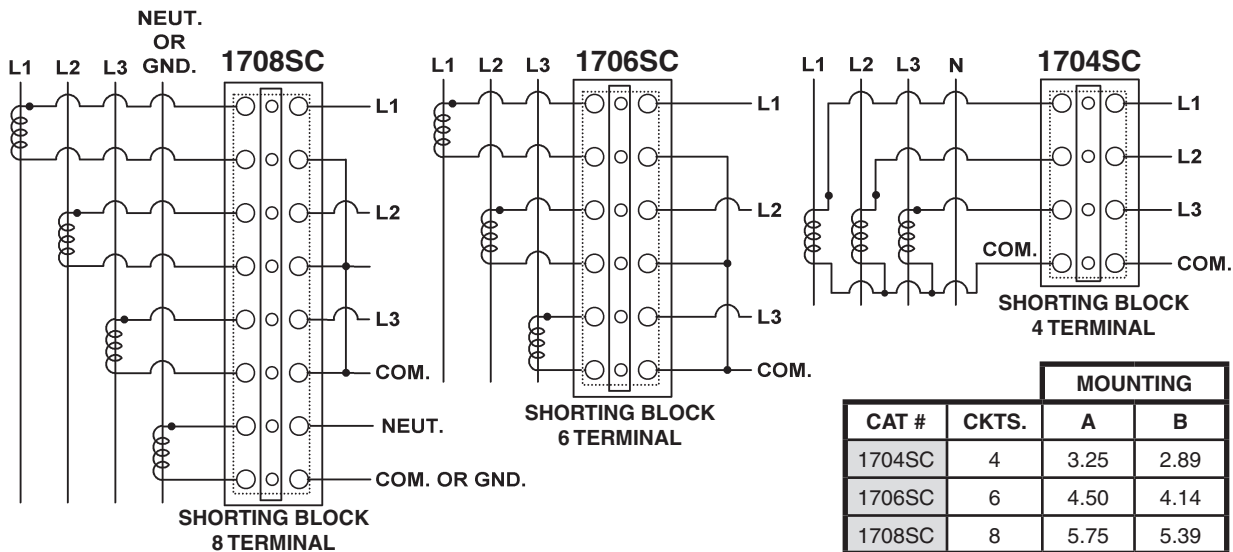 NEUT.
OR
GND.
L1 L2 L3
1708SC
L1
L2
L3
COM.
NEUT.
COM. OR GND.
SHORTING BLOCK
8 TERMINAL
L1 L2 L3
1706SC
L1
L2
L3
COM.
SHORTING BLOCK
6 TERMINAL
L1 L2 L3 N
1704SC
L1
L2
L3
COM.
COM.
SHORTING BLOCK
4 TERMINAL
MOUNTING
CAT # CKTS. A B
1704SC 4 3.25 2.89
1706SC 6 4.50 4.14
1708SC 8 5.75 5.39